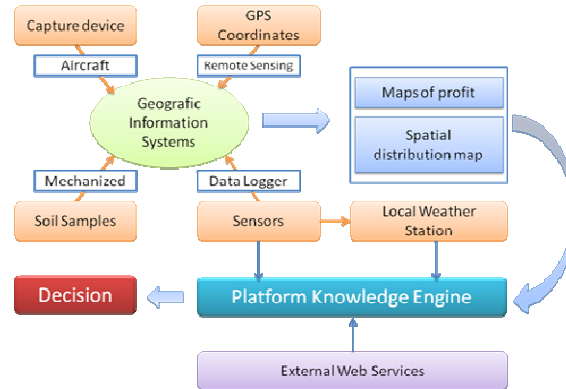 Capture device
GPS
Coordinates
Aircraft
Remote Sensing
Geografic
Information
Systems
Maps of profit
Spatial
distribution map
Mechanized
Data Logger
Soil Samples
Sensors
Local Weather
Station
Decision
Platform Knowledge Engine
External Web Services